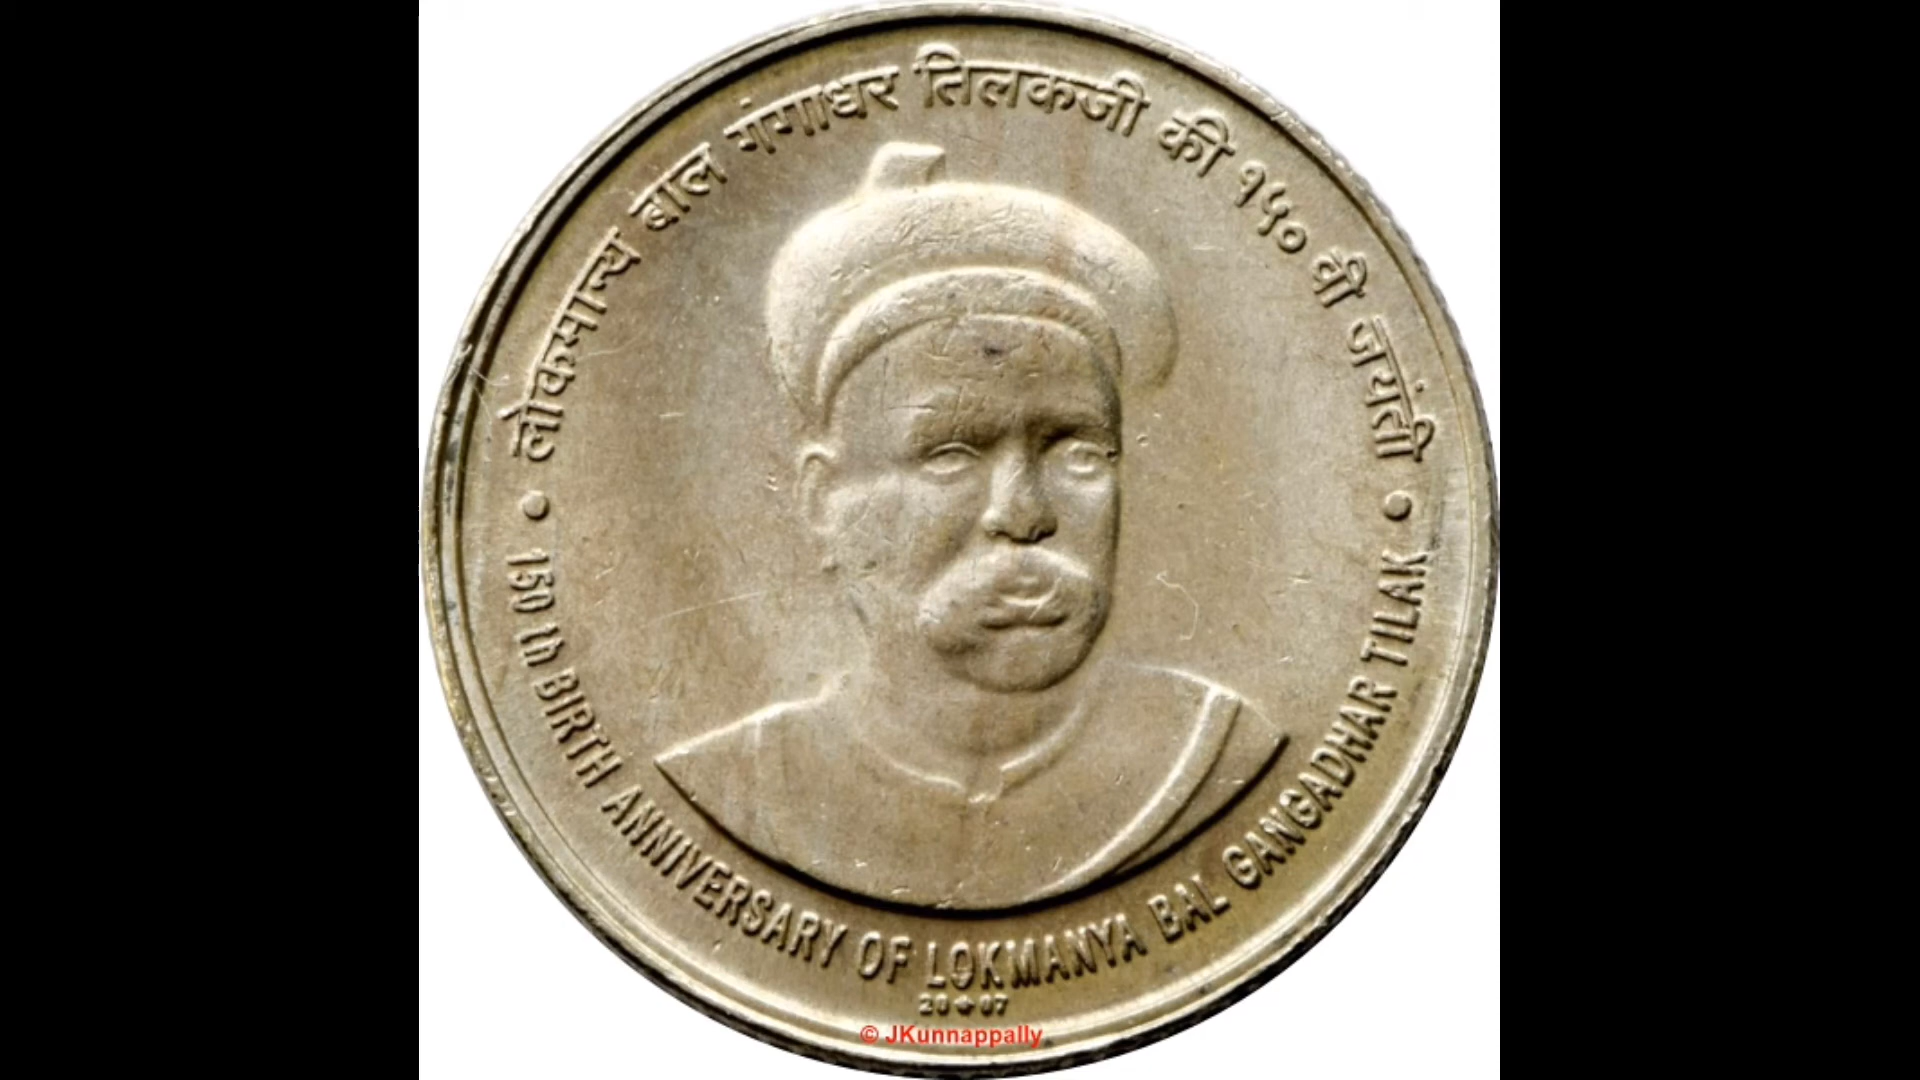 लोकमान्य बाल गंगाधर तिलकजी की १५० वी जयंती
150 th BIRTH ANNIVERSARY OF LOKMANYA BAL GANGADHAR TILAK
20 07
© JKunnappally